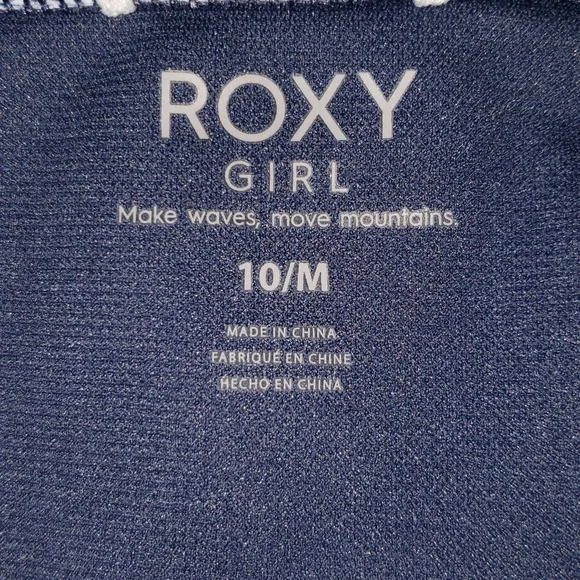 ROXY
GIRL
Make waves, move mountains.
10/M
MADE IN CHINA
FABRIQUÉ EN CHINE
HECHO EN CHINA